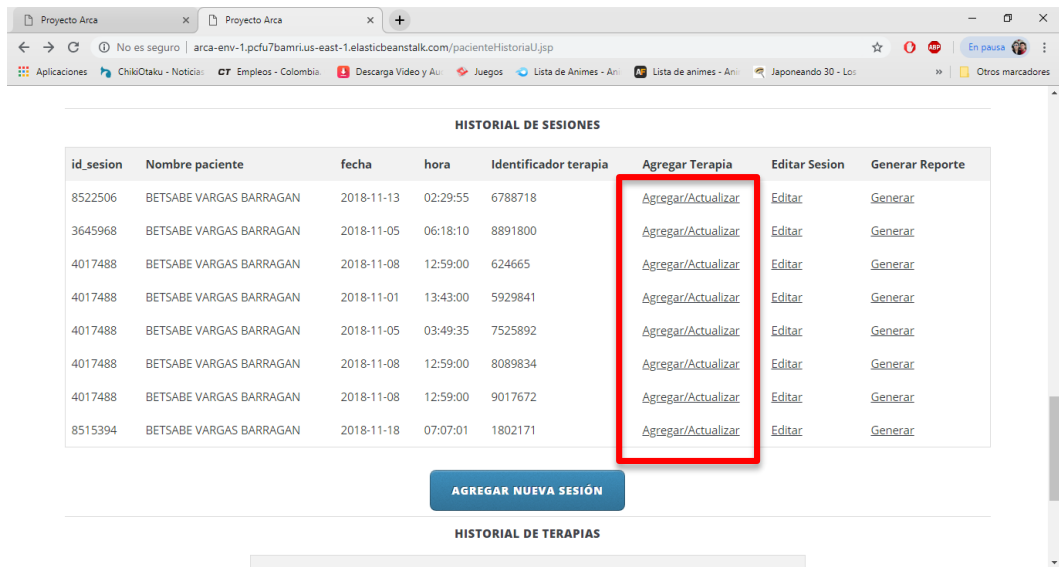 Proyecto Arca
Proyecto Arca
No es seguro | arca-env-1.pcfu7bamri.us-east-1.elasticbeanstalk.com/pacienteHistoriaU.jsp
ABP
En pausa
Aplicaciones
ChikiOtaku - Noticias
CT Empleos - Colombia.
Descarga Video y Au
Juegos
Lista de Animes - Ani
AF Lista de animes - Ani
Japoneando 30 - Los
»
Otros marcadores
HISTORIAL DE SESIONES
id_sesion Nombre paciente fecha hora Identificador terapia Agregar Terapia Editar Sesion Generar Reporte
8522506 BETSABE VARGAS BARRAGAN 2018-11-13 02:29:55 6788718 Agregar/Actualizar Editar Generar
3645968 BETSABE VARGAS BARRAGAN 2018-11-05 06:18:10 8891800 Agregar/Actualizar Editar Generar
4017488 BETSABE VARGAS BARRAGAN 2018-11-08 12:59:00 624665 Agregar/Actualizar Editar Generar
4017488 BETSABE VARGAS BARRAGAN 2018-11-01 13:43:00 5929841 Agregar/Actualizar Editar Generar
4017488 BETSABE VARGAS BARRAGAN 2018-11-05 03:49:35 7525892 Agregar/Actualizar Editar Generar
4017488 BETSABE VARGAS BARRAGAN 2018-11-08 12:59:00 8089834 Agregar/Actualizar Editar Generar
4017488 BETSABE VARGAS BARRAGAN 2018-11-08 12:59:00 9017672 Agregar/Actualizar Editar Generar
8515394 BETSABE VARGAS BARRAGAN 2018-11-18 07:07:01 1802171 Agregar/Actualizar Editar Generar
AGREGAR NUEVA SESIÓN
HISTORIAL DE TERAPIAS